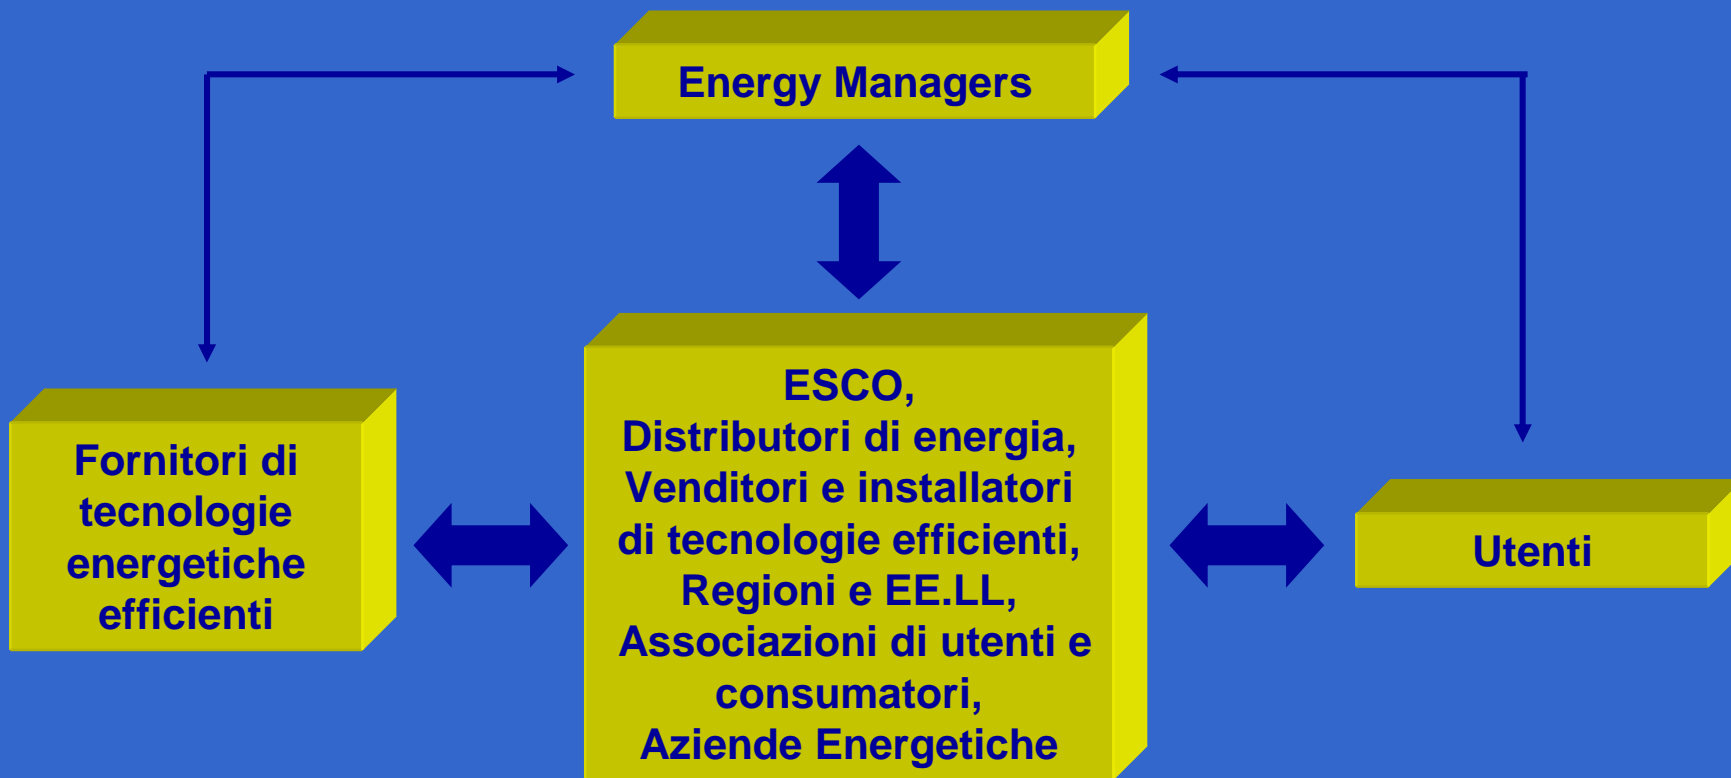 Energy Managers
Fornitori di
tecnologie
energetiche
efficienti
ESCO,
Distributori di energia,
Venditori e installatori
di tecnologie efficienti,
Regioni e EE.LL,
Associazioni di utenti e
consumatori,
Aziende Energetiche
Utenti